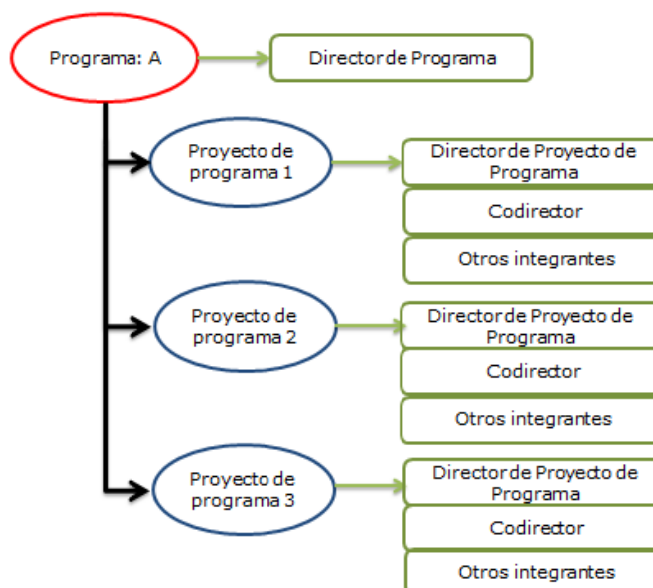 Programa: A
Director de Programa
Proyecto de
programa 1
Director de Proyecto de
Programa
Codirector
Otros integrantes
Proyecto de
programa 2
Director de Proyecto de
Programa
Codirector
Otros integrantes
Proyecto de
programa 3
Director de Proyecto de
Programa
Codirector
Otros integrantes